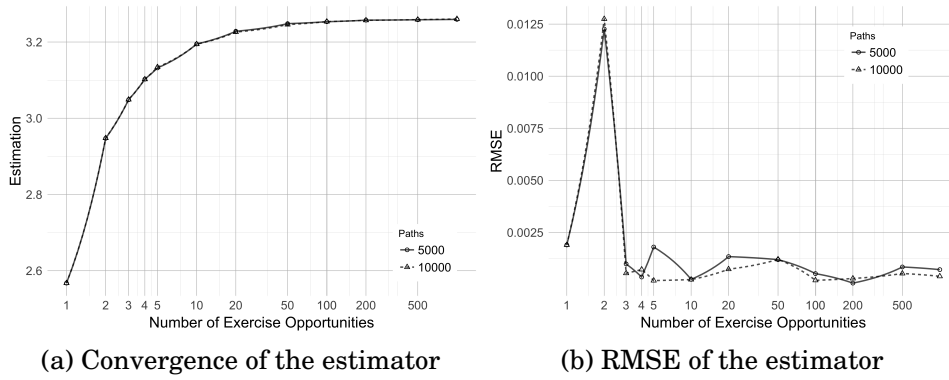 3.2
3.0
2.8
2.6
Estimation
Paths
5000
10000
1 2 3 4 5 10 20 50 100 200 500
Number of Exercise Opportunities
(a) Convergence of the estimator
0.0125
0.0100
0.0075
0.0050
0.0025
RMSE
Paths
5000
10000
1 2 3 4 5 10 20 50 100 200 500
Number of Exercise Opportunities
(b) RMSE of the estimator